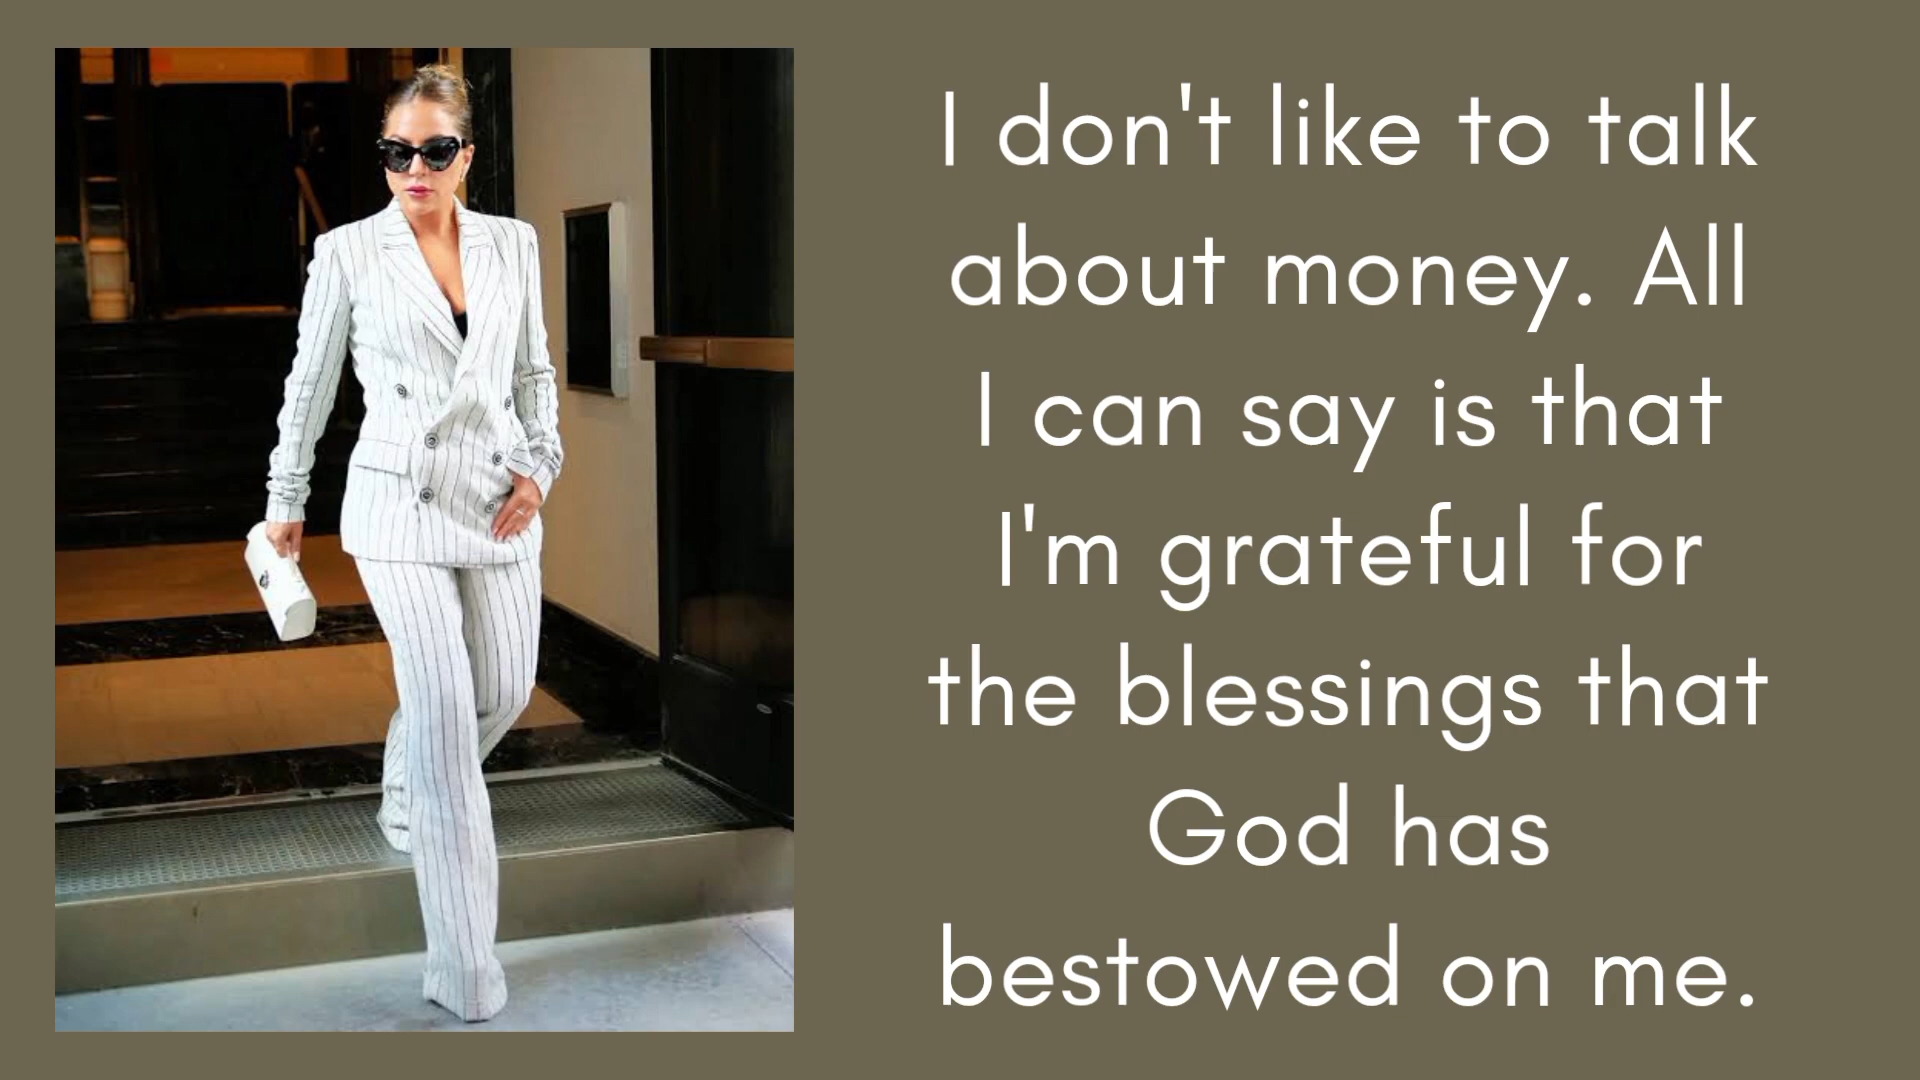 I don't like to talk
about money. All
I can say is that
I'm grateful for
the blessings that
God has
bestowed on me.